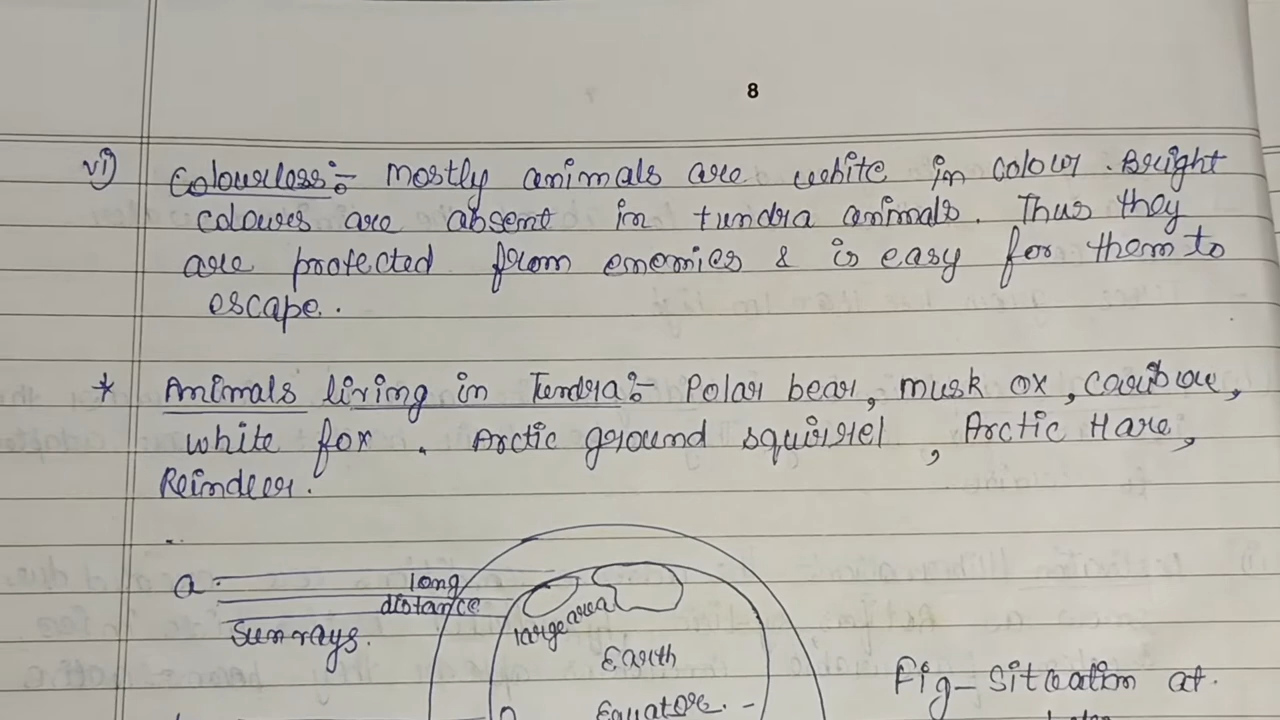 8
vi) Colourless:- Mostly animals are white in colour. Bright
colours are absent in tundra animals. Thus they
are protected from enemies & is easy for them to
escape.
* Animals living in Tundra:- Polar bear, musk ox, caribou,
white fox. Arctic ground squirrel, Arctic Hare,
Reindeer.
a
long
distance
Sunrays.
large area
Earth
Equator. -
Fig- Situation at.